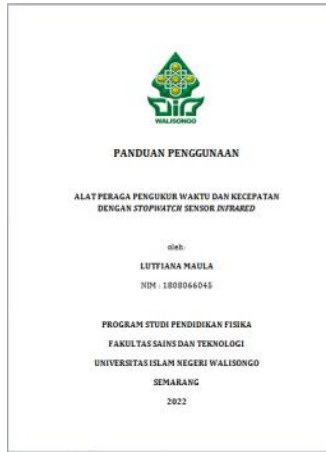 UIN
WALISONGO
PANDUAN PENGGUNAAN
ALAT PERAGA PENGUKUR WAKTU DAN KECEPATAN
DENGAN STOPWATCH SENSOR INFRARED
oleh:
LUTFIANA MAULA
NIM : 1808066045
PROGRAM STUDI PENDIDIKAN FISIKA
FAKULTAS SAINS DAN TEKNOLOGI
UNIVERSITAS ISLAM NEGERI WALISONGO
SEMARANG
2022